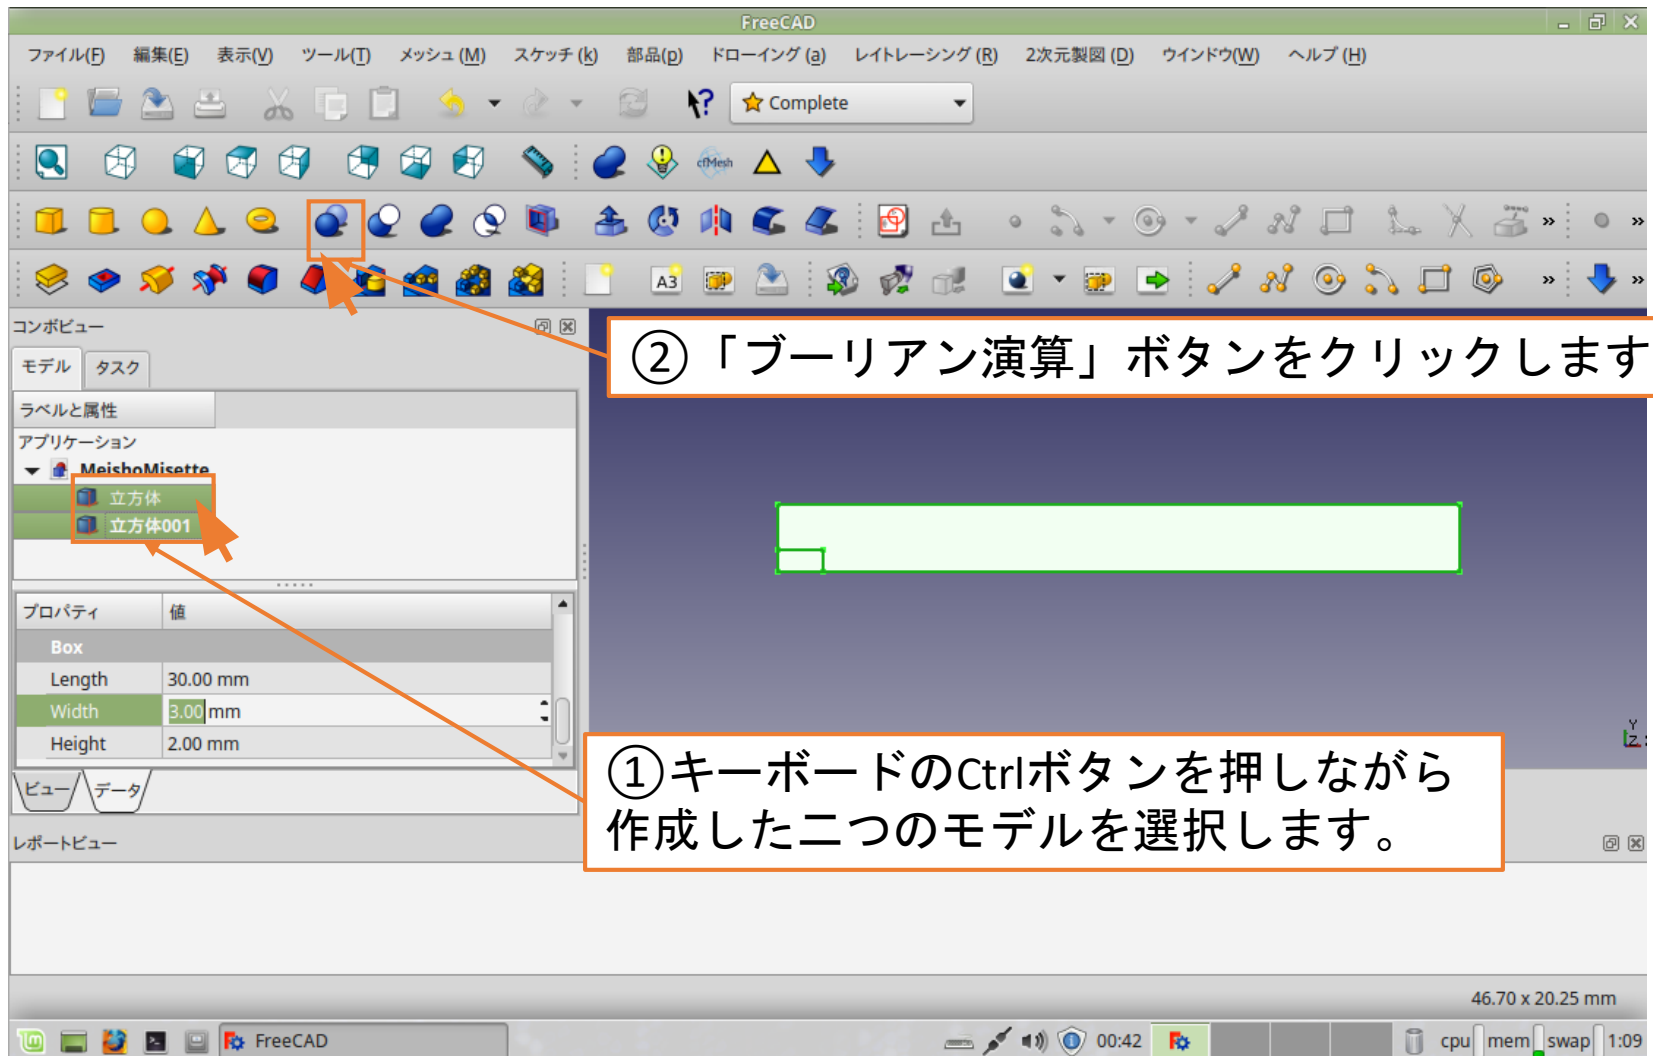 FreeCAD
ファイル(F) 編集(E) 表示(V) ツール(T) メッシュ (M) スケッチ (k) 部品(p) ドローイング (a) レイトレーシング (R) 2次元製図 (D) ウインドウ(W) ヘルプ (H)
Complete
cfMesh
A3
コンボビュー
②「ブーリアン演算」ボタンをクリックします
モデル タスク
ラベルと属性
アプリケーション
MeishoMisette
立方体
立方体001
プロパティ 値
Box
Length 30.00 mm
Width 3.00 mm
Height 2.00 mm
Y
Z
①キーボードのCtrlボタンを押しながら
作成した二つのモデルを選択します。
ビュー データ
レポートビュー
46.70 x 20.25 mm
FreeCAD 00:42 cpu mem swap 1:09